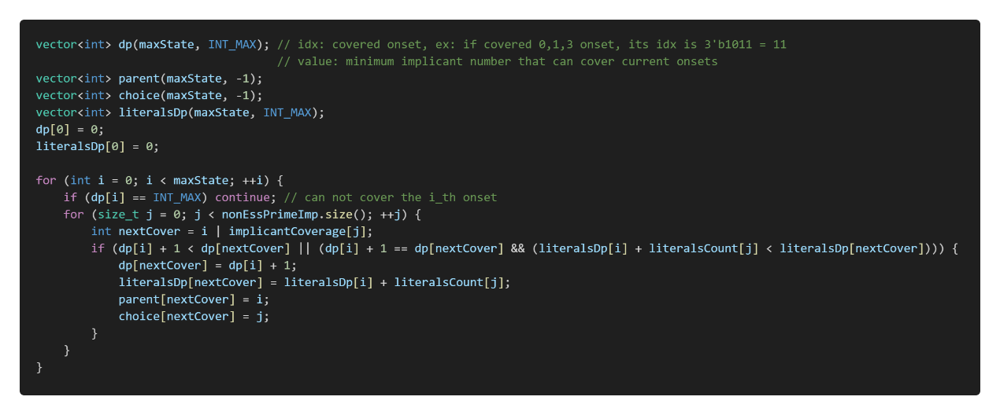 vector<int> dp(maxState, INT_MAX); // idx: covered onset, ex: if covered 0,1,3 onset, its idx is 3'b1011 = 11
                                   // value: minimum implicant number that can cover current onsets
vector<int> parent(maxState, -1);
vector<int> choice(maxState, -1);
vector<int> literalsDp(maxState, INT_MAX);
dp[0] = 0;
literalsDp[0] = 0;

for (int i = 0; i < maxState; ++i) {
    if (dp[i] == INT_MAX) continue; // can not cover the i_th onset
    for (size_t j = 0; j < nonEssPrimeImp.size(); ++j) {
        int nextCover = i | implicantCoverage[j];
        if (dp[i] + 1 < dp[nextCover] || (dp[i] + 1 == dp[nextCover] && (literalsDp[i] + literalsCount[j] < literalsDp[nextCover]))) {
            dp[nextCover] = dp[i] + 1;
            literalsDp[nextCover] = literalsDp[i] + literalsCount[j];
            parent[nextCover] = i;
            choice[nextCover] = j;
        }
    }
}